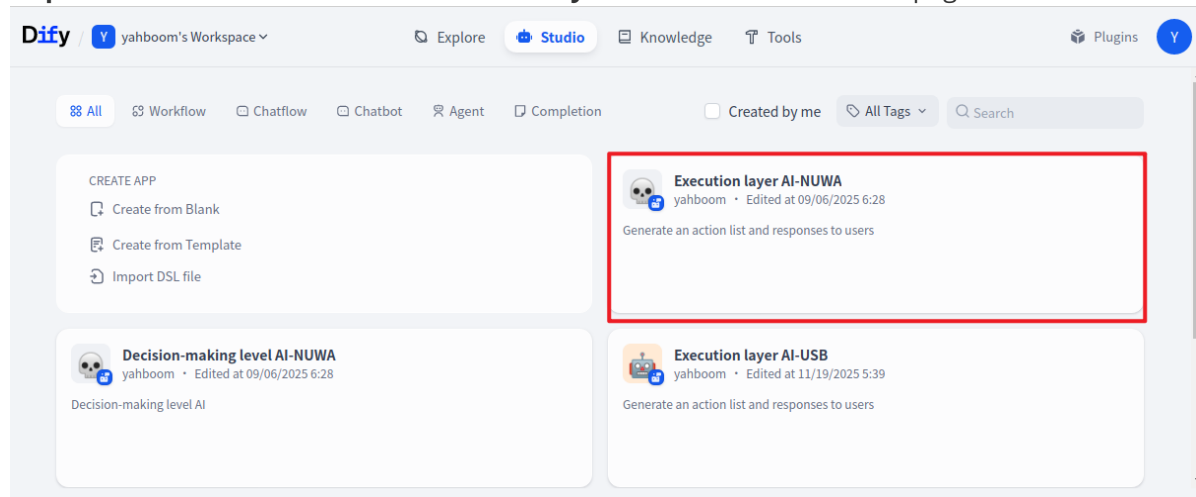 Dify / Y yahboom's Workspace
Explore
Studio
Knowledge
Tools
Plugins
Y
All
Workflow
Chatflow
Chatbot
Agent
Completion
Created by me
All Tags
Search
CREATE APP
Create from Blank
Create from Template
Import DSL file
Execution layer AI-NUWA
yahboom · Edited at 09/06/2025 6:28
Generate an action list and responses to users
Decision-making level AI-NUWA
yahboom · Edited at 09/06/2025 6:28
Decision-making level AI
Execution layer AI-USB
yahboom · Edited at 11/19/2025 5:39
Generate an action list and responses to users